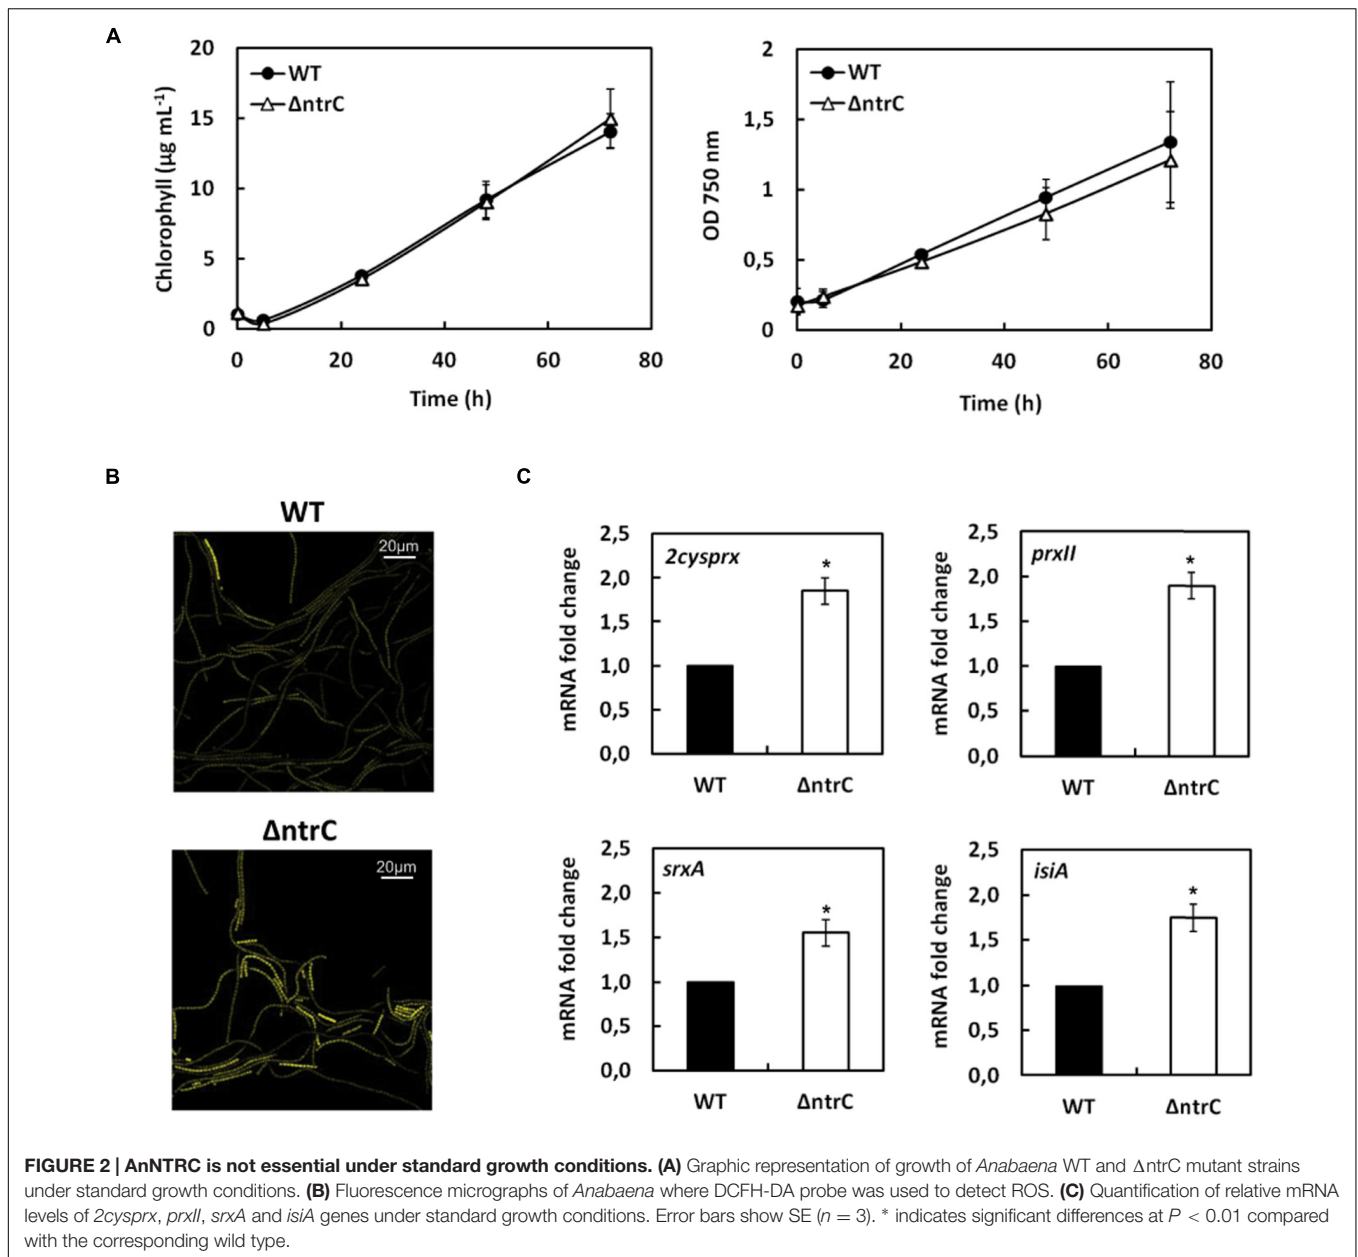 A
20
15
10
5
0
WT
ΔntrC
Chlorophyll (µg mL-1)
0 20 40 60 80
Time (h)
2
1,5
1
0,5
0
WT
ΔntrC
OD 750 nm
0 20 40 60 80
Time (h)
B
WT
20µm
ΔntrC
20µm
C
2,5
2,0
1,5
1,0
0,5
0,0
mRNA fold change
2cysprx
*
WT ΔntrC
2,5
2,0
1,5
1,0
0,5
0,0
mRNA fold change
prxII
*
WT ΔntrC
2,5
2,0
1,5
1,0
0,5
0,0
mRNA fold change
srxA
*
WT ΔntrC
2,5
2,0
1,5
1,0
0,5
0,0
mRNA fold change
isiA
*
WT ΔntrC
FIGURE 2 | AnNTRC is not essential under standard growth conditions. (A) Graphic representation of growth of Anabaena WT and ΔntrC mutant strains
under standard growth conditions. (B) Fluorescence micrographs of Anabaena where DCFH-DA probe was used to detect ROS. (C) Quantification of relative mRNA
levels of 2cysprx, prxII, srxA and isiA genes under standard growth conditions. Error bars show SE (n = 3). * indicates significant differences at P < 0.01 compared
with the corresponding wild type.